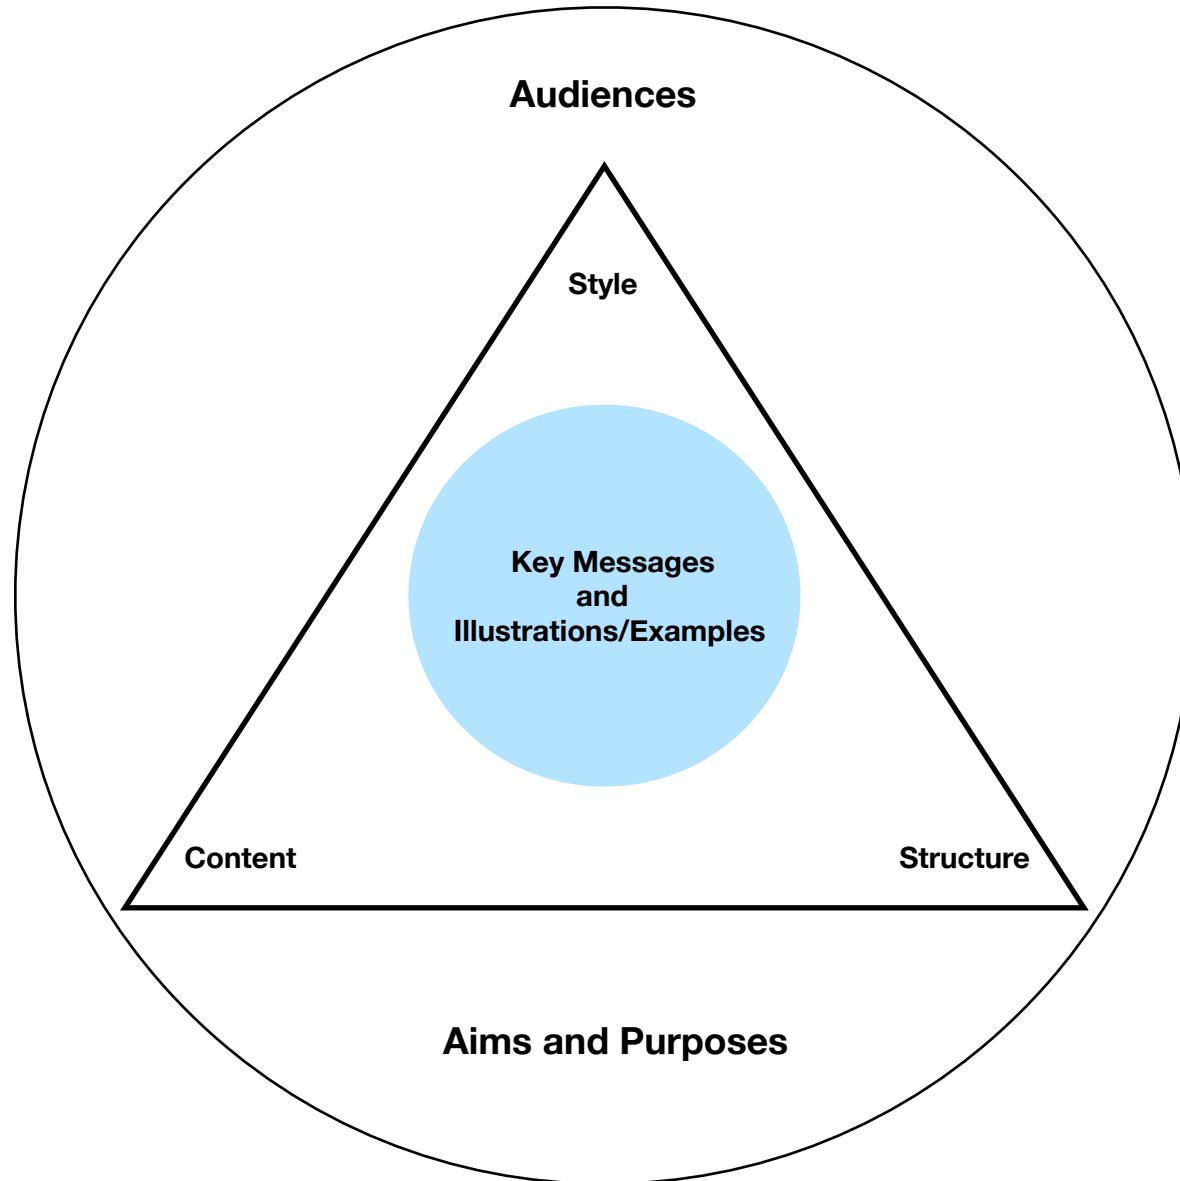 Audiences
Style
Key Messages
and
Illustrations/Examples
Content
Structure
Aims and Purposes